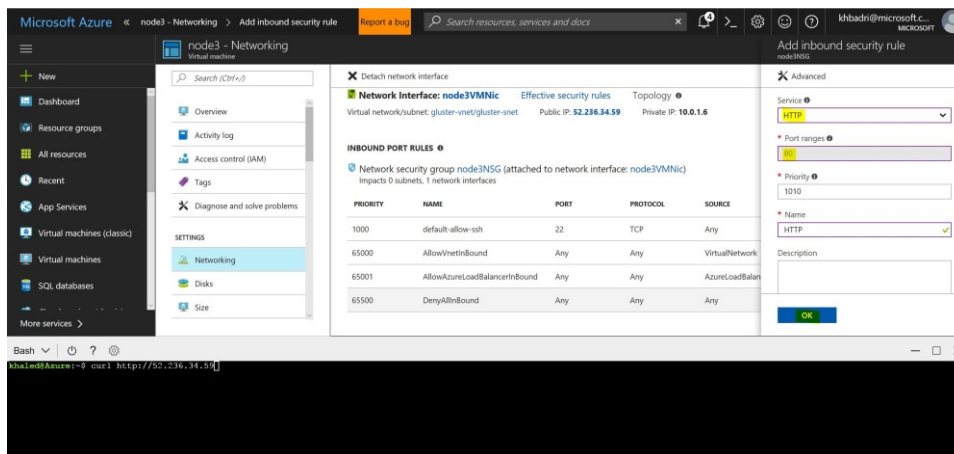 Microsoft Azure « node3 - Networking > Add inbound security rule Report a bug Search resources, services and docs × khbadri@microsoft.c...
MICROSOFT
node3 - Networking
Virtual machine
Add inbound security rule
node3NSG
New
Dashboard
Resource groups
All resources
Recent
App Services
Virtual machines (classic)
Virtual machines
SQL databases
More services >
Search (Ctrl+/)
Overview
Activity log
Access control (IAM)
Tags
Diagnose and solve problems
SETTINGS
Networking
Disks
Size
Detach network interface
Network Interface: node3VMNic Effective security rules Topology
Virtual network/subnet: gluster-vnet/gluster-snet Public IP: 52.236.34.59 Private IP: 10.0.1.6
INBOUND PORT RULES
Network security group node3NSG (attached to network interface: node3VMNic)
Impacts 0 subnets, 1 network interfaces
PRIORITY NAME PORT PROTOCOL SOURCE
1000 default-allow-ssh 22 TCP Any
65000 AllowVnetInBound Any Any VirtualNetwork
65001 AllowAzureLoadBalancerInBound Any Any AzureLoadBalan
65500 DenyAllInBound Any Any Any
Advanced
Service
HTTP
* Port ranges
80
* Priority
1010
* Name
HTTP
Description
OK
Bash ?
khaled@Azure:~$ curl http://52.236.34.59